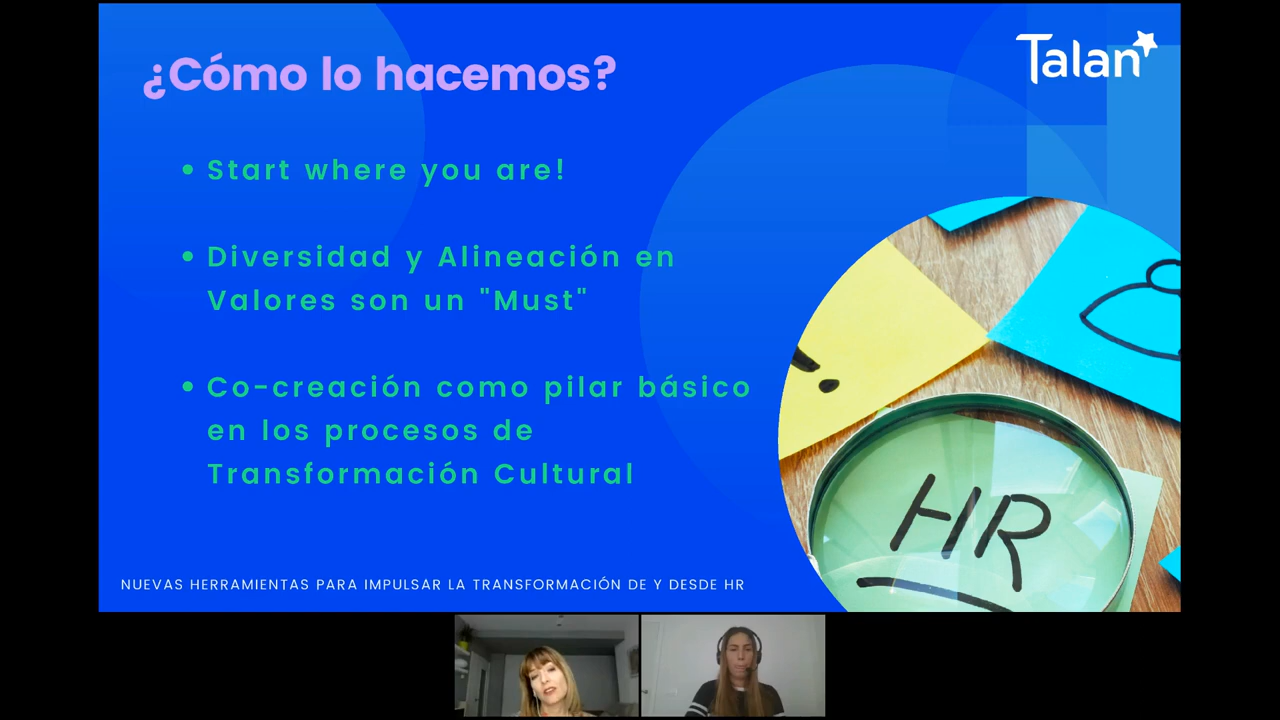 ¿Cómo lo hacemos?
Talan
• Start where you are!
• Diversidad y Alineación en
Valores son un "Must"
• Co-creación como pilar básico
en los procesos de
Transformación Cultural
!
HR
NUEVAS HERRAMIENTAS PARA IMPULSAR LA TRANSFORMACIÓN DE Y DESDE HR